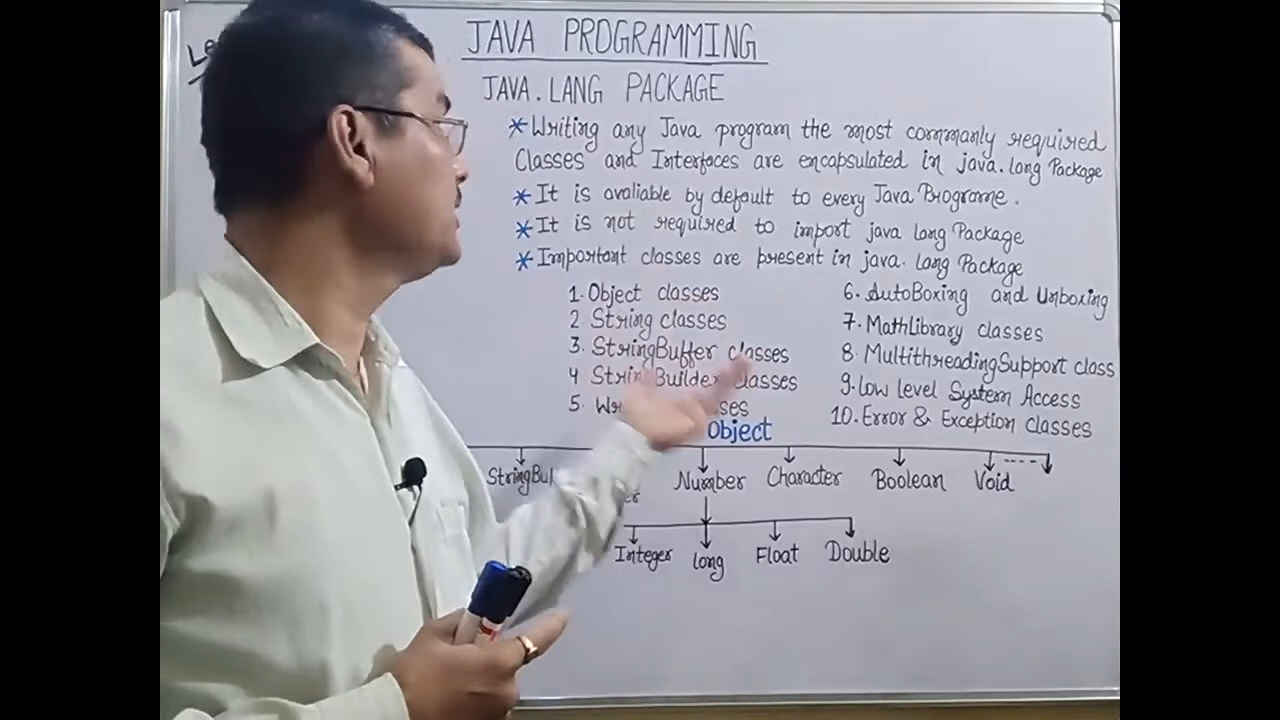 JAVA PROGRAMMING
JAVA.LANG PACKAGE
* Writing any Java program the most commonly required
Classes and Interfaces are encapsulated in java.lang Package
* It is avaliable by default to every Java Programe.
* It is not required to import java lang Package
* Important classes are present in java.lang Package
1. Object classes
2 String classes
3. StringBuffer classes
4 StringBuilder classes
5.
6. AutoBoxing and Unboxing
7. MathLibrary classes
8 MultithreadingSupport class
9. low level System Access
10. Error & Exception classes
Object
Number Character Boolean Void
Integer long Float Double